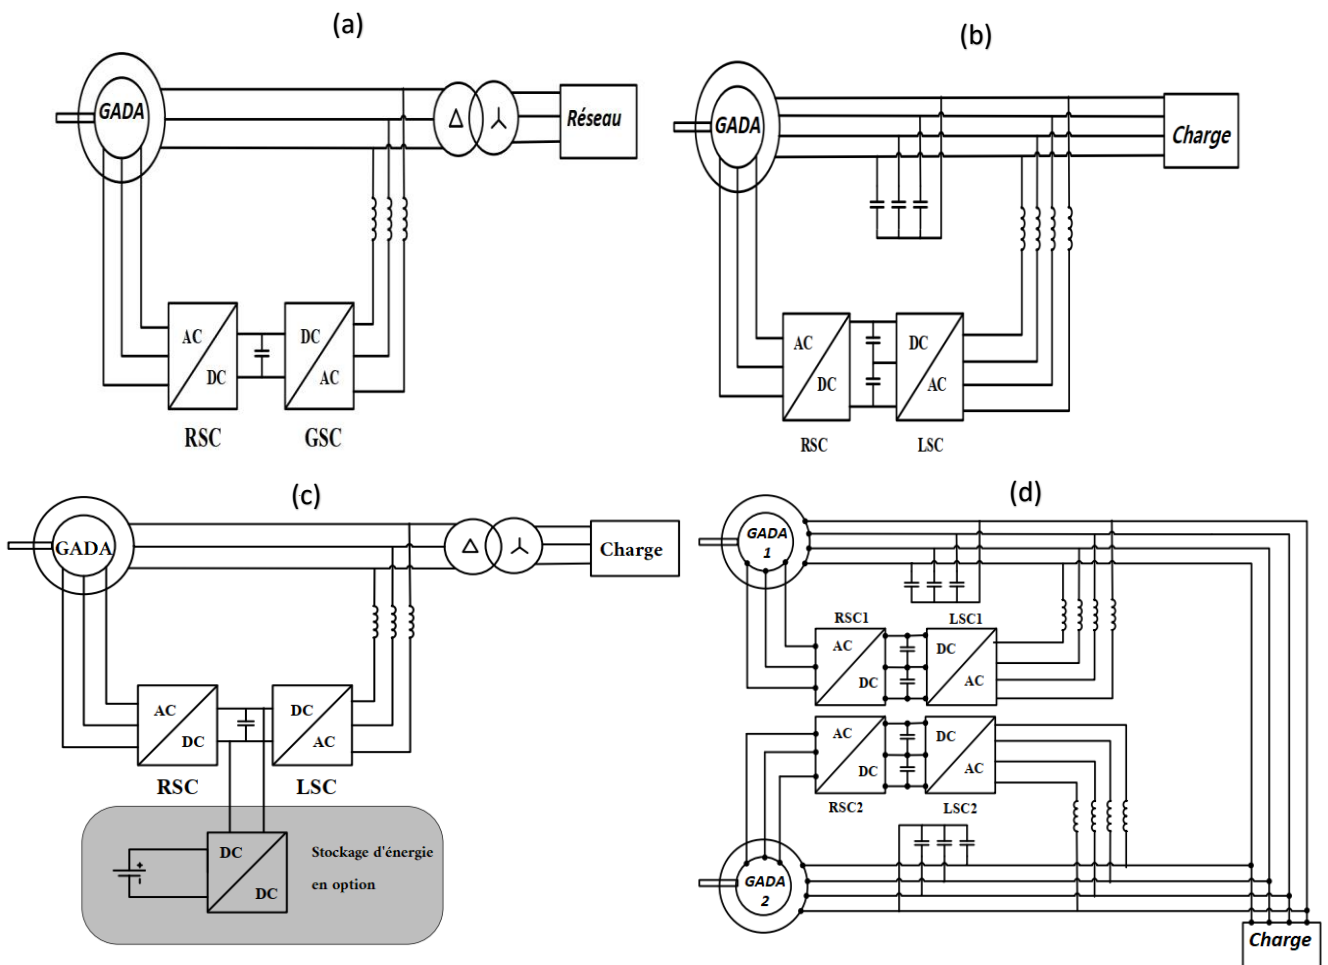 (a)
GADA
Δ
Réseau
AC
DC
DC
AC
RSC
GSC
(b)
GADA
Charge
AC
DC
DC
AC
RSC
LSC
(c)
GADA
Δ
Charge
AC
DC
DC
AC
RSC
LSC
DC
DC
+
Stockage d'énergie
en option
(d)
GADA
1
RSC1
LSC1
AC
DC
DC
AC
AC
DC
DC
AC
RSC2
LSC2
GADA
2
Charge